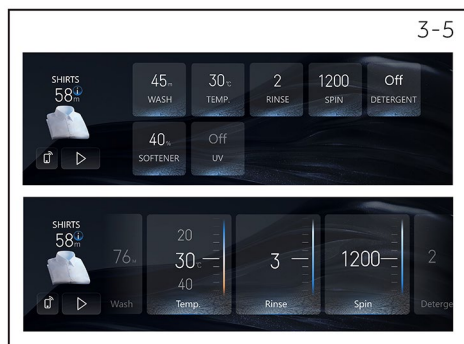 3-5
SHIRTS
58m
45m
WASH
30℃
TEMP.
2
RINSE
1200
SPIN
Off
DETERGENT
40%
SOFTENER
Off
UV
SHIRTS
58m
76
Wash
20
30℃
40
Temp.
3
Rinse
1200
Spin
2
Deterge